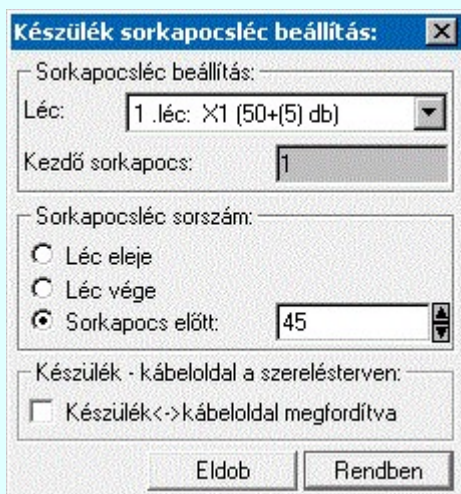 Készülék sorkapocsléc beállítás:
Sorkapocsléc beállítás:
Léc: 1 .léc: X1 (50+(5) db)
Kezdő sorkapocs: 1
Sorkapocsléc sorszám:
Léc eleje
Léc vége
Sorkapocs előtt: 45
Készülék - kábeloldal a szerelésterven:
Készülék<->kábeloldal megfordítva
Eldob Rendben